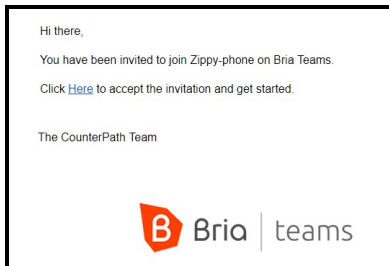 Hi there,
You have been invited to join Zippy-phone on Bria Teams.
Click Here to accept the invitation and get started.
The CounterPath Team
B Bria | teams